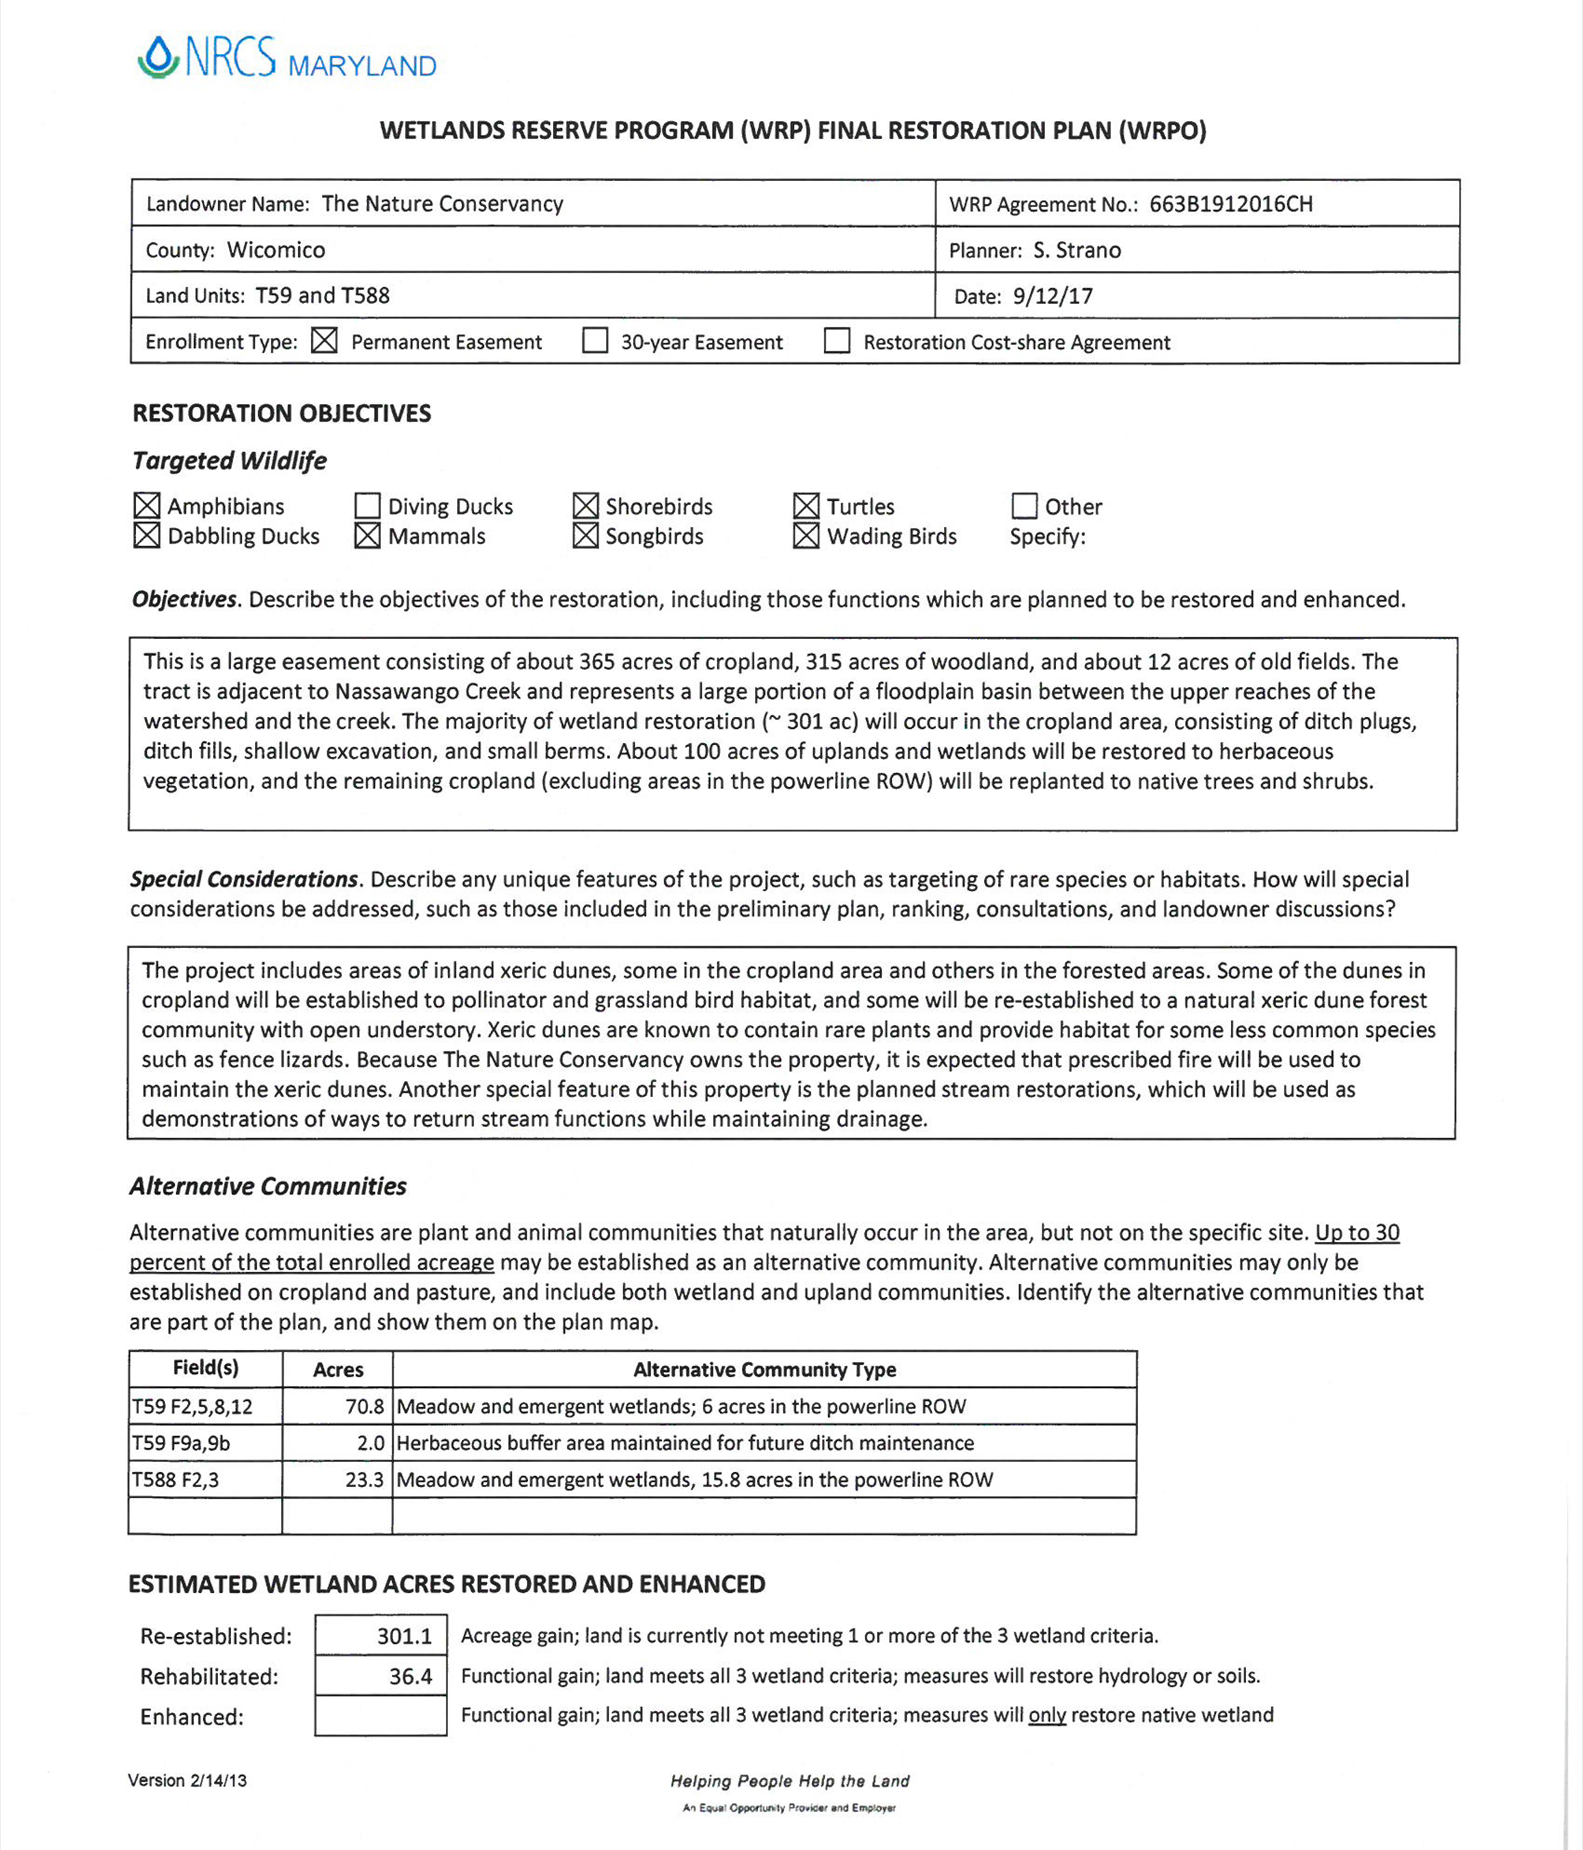 NRCS MARYLAND
WETLANDS RESERVE PROGRAM (WRP) FINAL RESTORATION PLAN (WRPO)
Landowner Name: The Nature Conservancy
WRP Agreement No.: 663B1912016CH
County: Wicomico
Planner: S. Strano
Land Units: T59 and T588
Date: 9/12/17
Enrollment Type: ☒ Permanent Easement ☐ 30-year Easement ☐ Restoration Cost-share Agreement
RESTORATION OBJECTIVES
Targeted Wildlife
☒ Amphibians ☐ Diving Ducks ☒ Shorebirds ☒ Turtles ☐ Other
☒ Dabbling Ducks ☒ Mammals ☒ Songbirds ☒ Wading Birds Specify:
Objectives. Describe the objectives of the restoration, including those functions which are planned to be restored and enhanced.
This is a large easement consisting of about 365 acres of cropland, 315 acres of woodland, and about 12 acres of old fields. The
tract is adjacent to Nassawango Creek and represents a large portion of a floodplain basin between the upper reaches of the
watershed and the creek. The majority of wetland restoration (~ 301 ac) will occur in the cropland area, consisting of ditch plugs,
ditch fills, shallow excavation, and small berms. About 100 acres of uplands and wetlands will be restored to herbaceous
vegetation, and the remaining cropland (excluding areas in the powerline ROW) will be replanted to native trees and shrubs.
Special Considerations. Describe any unique features of the project, such as targeting of rare species or habitats. How will special
considerations be addressed, such as those included in the preliminary plan, ranking, consultations, and landowner discussions?
The project includes areas of inland xeric dunes, some in the cropland area and others in the forested areas. Some of the dunes in
cropland will be established to pollinator and grassland bird habitat, and some will be re-established to a natural xeric dune forest
community with open understory. Xeric dunes are known to contain rare plants and provide habitat for some less common species
such as fence lizards. Because The Nature Conservancy owns the property, it is expected that prescribed fire will be used to
maintain the xeric dunes. Another special feature of this property is the planned stream restorations, which will be used as
demonstrations of ways to return stream functions while maintaining drainage.
Alternative Communities
Alternative communities are plant and animal communities that naturally occur in the area, but not on the specific site. Up to 30
percent of the total enrolled acreage may be established as an alternative community. Alternative communities may only be
established on cropland and pasture, and include both wetland and upland communities. Identify the alternative communities that
are part of the plan, and show them on the plan map.
Field(s) Acres Alternative Community Type
T59 F2,5,8,12 70.8 Meadow and emergent wetlands; 6 acres in the powerline ROW
T59 F9a,9b 2.0 Herbaceous buffer area maintained for future ditch maintenance
T588 F2,3 23.3 Meadow and emergent wetlands, 15.8 acres in the powerline ROW
ESTIMATED WETLAND ACRES RESTORED AND ENHANCED
Re-established: 301.1 Acreage gain; land is currently not meeting 1 or more of the 3 wetland criteria.
Rehabilitated: 36.4 Functional gain; land meets all 3 wetland criteria; measures will restore hydrology or soils.
Enhanced: Functional gain; land meets all 3 wetland criteria; measures will only restore native wetland
Version 2/14/13
Helping People Help the Land
An Equal Opportunity Provider and Employer